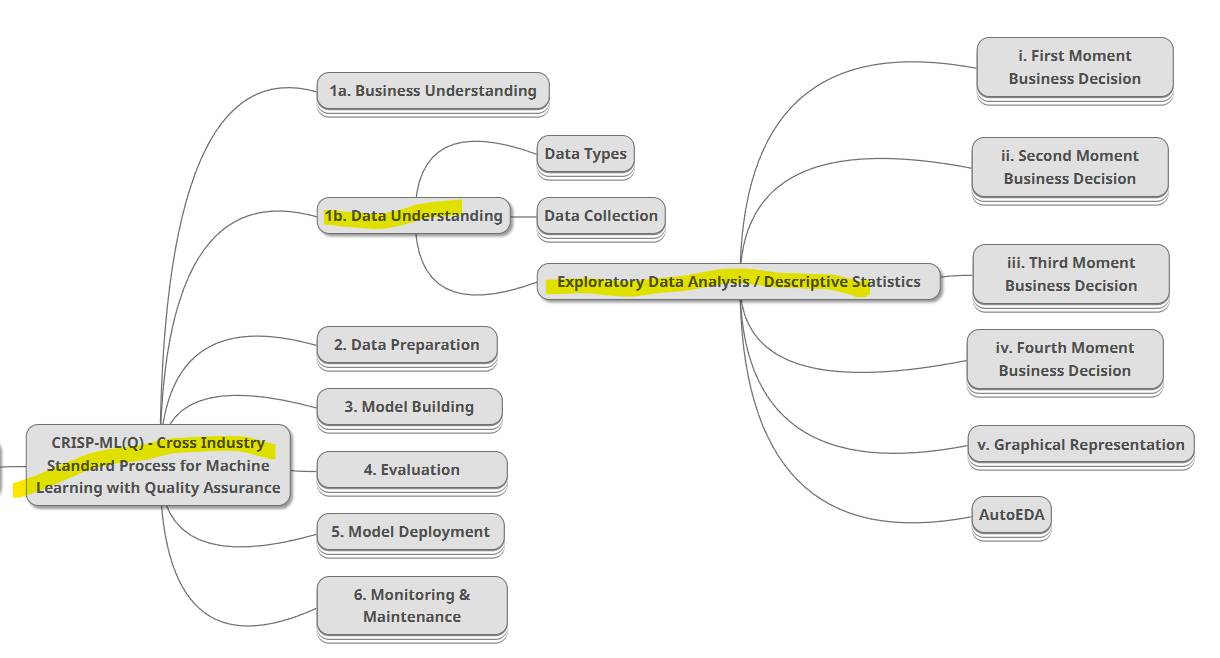 1a. Business Understanding
Data Types
1b. Data Understanding
Data Collection
Exploratory Data Analysis / Descriptive Statistics
i. First Moment
Business Decision
ii. Second Moment
Business Decision
iii. Third Moment
Business Decision
iv. Fourth Moment
Business Decision
v. Graphical Representation
AutoEDA
2. Data Preparation
3. Model Building
CRISP-ML(Q) - Cross Industry
Standard Process for Machine
Learning with Quality Assurance
4. Evaluation
5. Model Deployment
6. Monitoring &
Maintenance